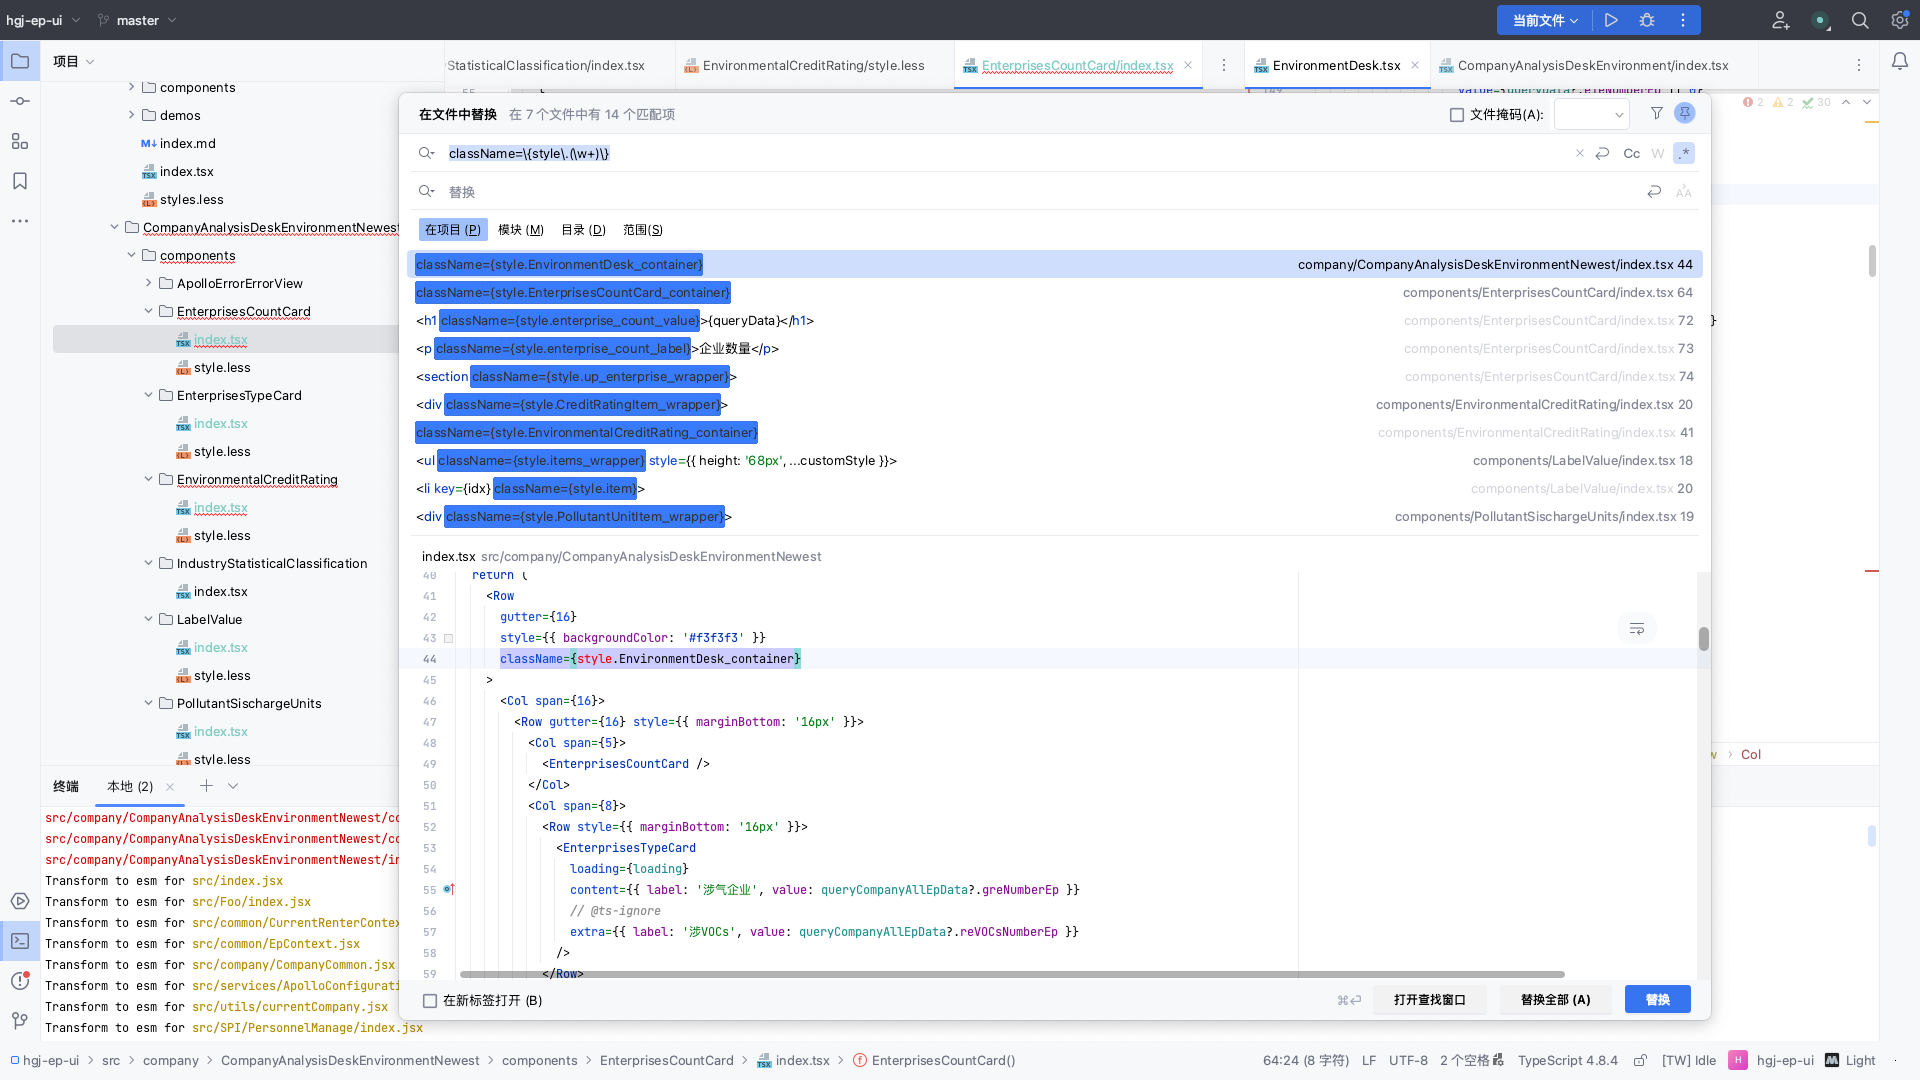 hgj-ep-ui
master
当前文件
项目
StatisticalClassification/index.tsx
EnvironmentalCreditRating/style.less
EnterprisesCountCard/index.tsx
EnvironmentDesk.tsx
CompanyAnalysisDeskEnvironment/index.tsx
components
demos
index.md
index.tsx
styles.less
CompanyAnalysisDeskEnvironmentNewest
components
ApolloErrorErrorView
EnterprisesCountCard
index.tsx
style.less
EnterprisesTypeCard
index.tsx
style.less
EnvironmentalCreditRating
index.tsx
style.less
IndustryStatisticalClassification
index.tsx
LabelValue
index.tsx
style.less
PollutantSischargeUnits
index.tsx
style.less
2 2 30
在文件中替换 在 7 个文件中有 14 个匹配项
文件掩码(A):
className=\{style\.(\w+)\}
Cc W .*
替换
在项目 (P) 模块 (M) 目录 (D) 范围(S)
className={style.EnvironmentDesk_container} company/CompanyAnalysisDeskEnvironmentNewest/index.tsx 44
className={style.EnterprisesCountCard_container} components/EnterprisesCountCard/index.tsx 64
<h1 className={style.enterprise_count_value}>{queryData}</h1> components/EnterprisesCountCard/index.tsx 72
<p className={style.enterprise_count_label}>企业数量</p> components/EnterprisesCountCard/index.tsx 73
<section className={style.up_enterprise_wrapper}> components/EnterprisesCountCard/index.tsx 74
<div className={style.CreditRatingItem_wrapper}> components/EnvironmentalCreditRating/index.tsx 20
className={style.EnvironmentalCreditRating_container} components/EnvironmentalCreditRating/index.tsx 41
<ul className={style.items_wrapper} style={{ height: '68px', ...customStyle }}> components/LabelValue/index.tsx 18
<li key={idx} className={style.item}> components/LabelValue/index.tsx 20
<div className={style.PollutantUnitItem_wrapper}> components/PollutantSischargeUnits/index.tsx 19
index.tsx src/company/CompanyAnalysisDeskEnvironmentNewest
40 return (
41 <Row
42 gutter={16}
43 style={{ backgroundColor: '#f3f3f3' }}
44 className={style.EnvironmentDesk_container}
45 >
46 <Col span={16}>
47 <Row gutter={16} style={{ marginBottom: '16px' }}>
48 <Col span={5}>
49 <EnterprisesCountCard />
50 </Col>
51 <Col span={8}>
52 <Row style={{ marginBottom: '16px' }}>
53 <EnterprisesTypeCard
54 loading={loading}
55 content={{ label: '涉气企业', value: queryCompanyAllEpData?.greNumberEp }}
56 // @ts-ignore
57 extra={{ label: '涉VOCs', value: queryCompanyAllEpData?.reVOCsNumberEp }}
58 />
59 </Row>
在新标签打开 (B)
⌘⏎
打开查找窗口
替换全部 (A)
替换
}
Col
终端
本地 (2)
src/company/CompanyAnalysisDeskEnvironmentNewest/co
src/company/CompanyAnalysisDeskEnvironmentNewest/co
src/company/CompanyAnalysisDeskEnvironmentNewest/in
Transform to esm for src/index.jsx
Transform to esm for src/Foo/index.jsx
Transform to esm for src/common/CurrentRenterContex
Transform to esm for src/common/EpContext.jsx
Transform to esm for src/company/CompanyCommon.jsx
Transform to esm for src/services/ApolloConfigurati
Transform to esm for src/utils/currentCompany.jsx
Transform to esm for src/SPI/PersonnelManage/index.jsx
hgj-ep-ui > src > company > CompanyAnalysisDeskEnvironmentNewest > components > EnterprisesCountCard > index.tsx > EnterprisesCountCard()
64:24 (8 字符) LF UTF-8 2 个空格 TypeScript 4.8.4 [TW] Idle H hgj-ep-ui Light